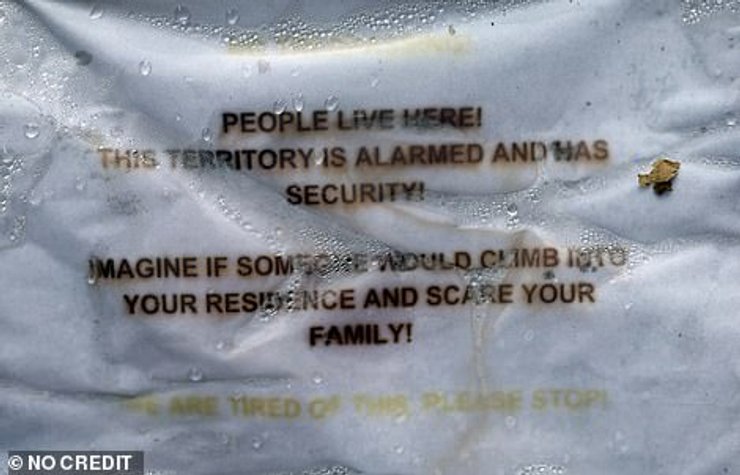 PEOPLE LIVE HERE!
THIS TERRITORY IS ALARMED AND HAS
SECURITY!
IMAGINE IF SOMEONE WOULD CLIMB INTO
YOUR RESIDENCE AND SCARE YOUR
FAMILY!
WE ARE TIRED OF THIS, PLEASE STOP!
© NO CREDIT